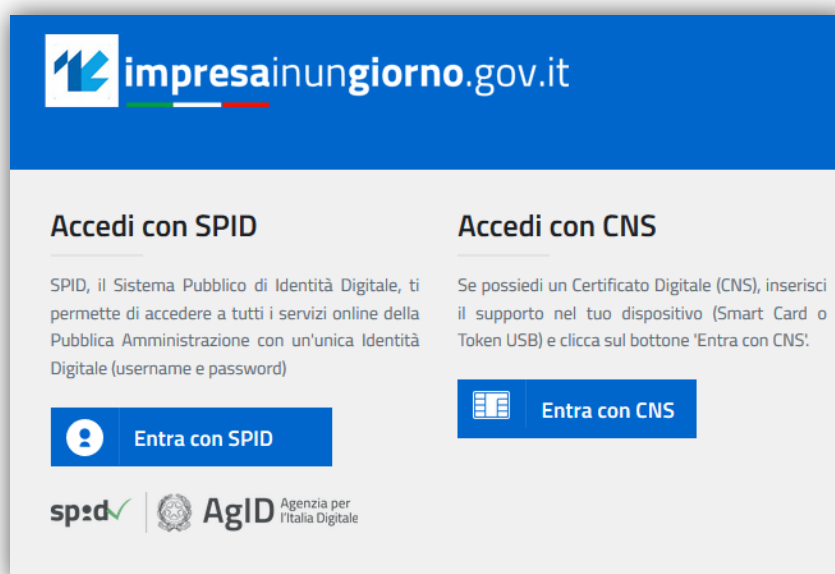 impresainungiorno.gov.it
Accedi con SPID
SPID, il Sistema Pubblico di Identità Digitale, ti
permette di accedere a tutti i servizi online della
Pubblica Amministrazione con un'unica Identità
Digitale (username e password)
Entra con SPID
spid
AgID Agenzia per
l'Italia Digitale
Accedi con CNS
Se possiedi un Certificato Digitale (CNS), inserisci
il supporto nel tuo dispositivo (Smart Card o
Token USB) e clicca sul bottone 'Entra con CNS'.
Entra con CNS